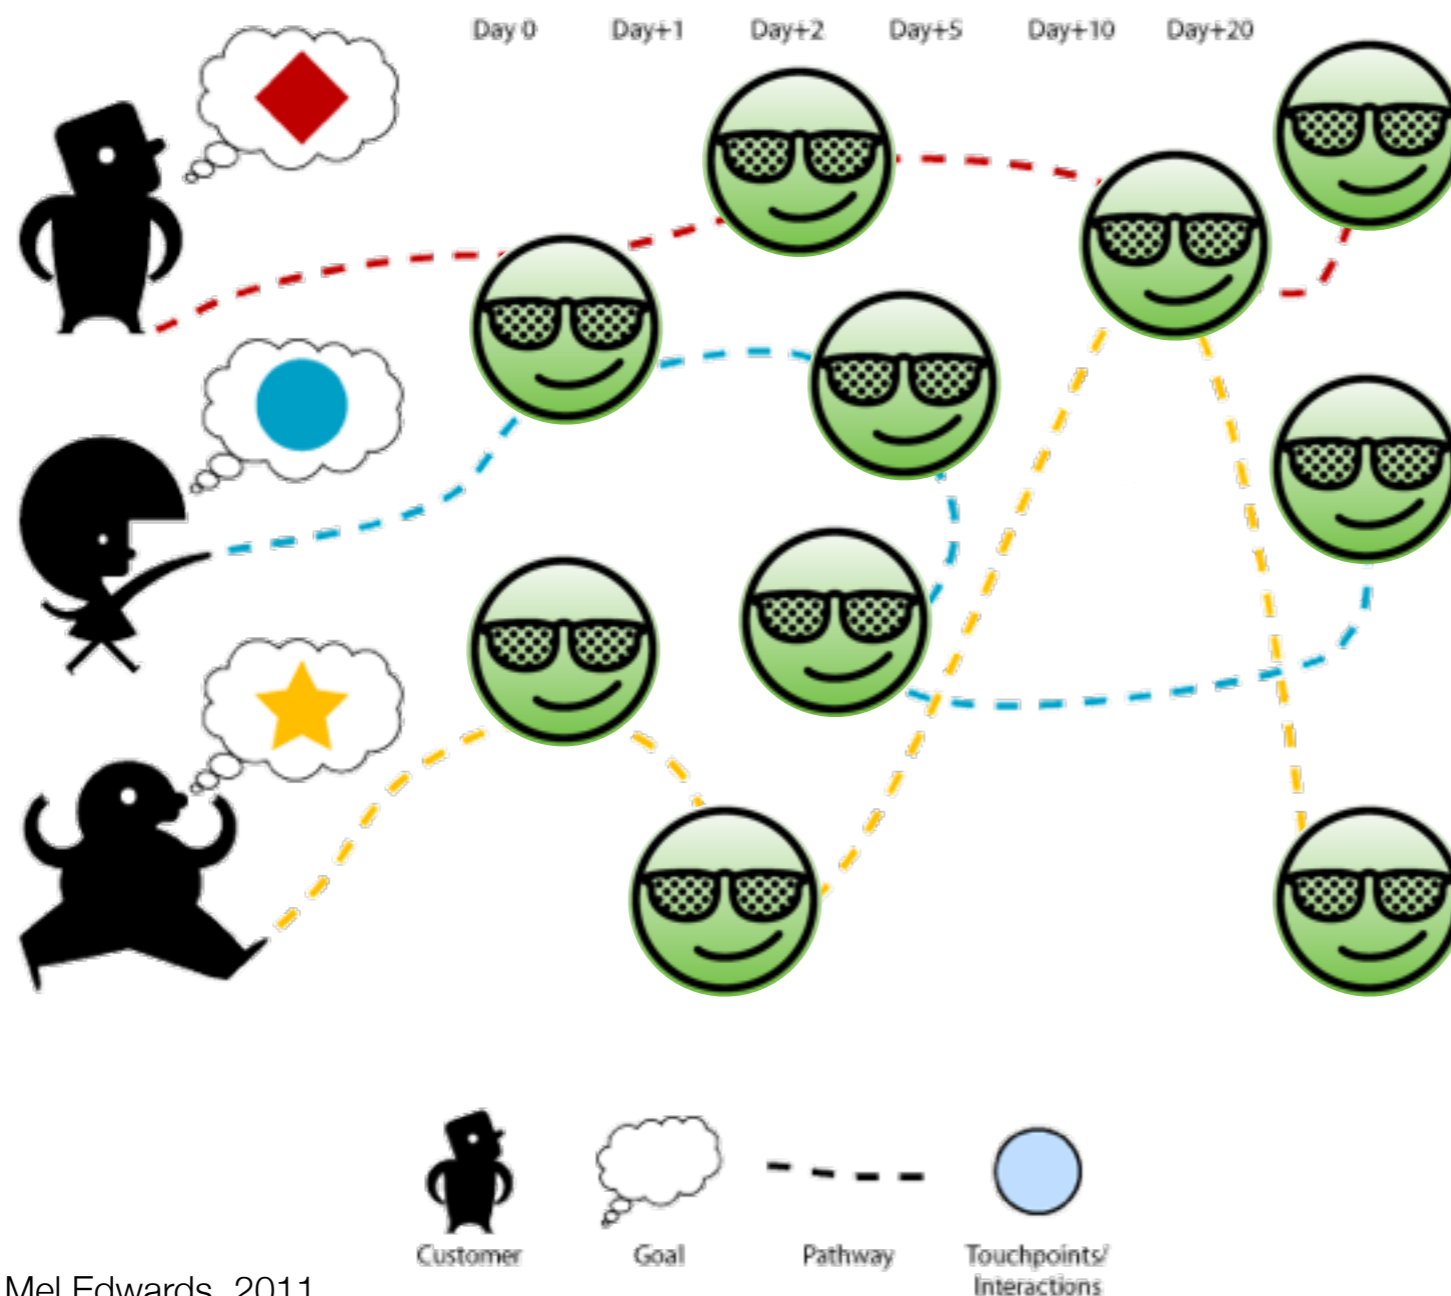 Day 0 Day+1 Day+2 Day+5 Day+10 Day+20
Customer Goal Pathway Touchpoints/
Interactions
Mel Edwards, 2011